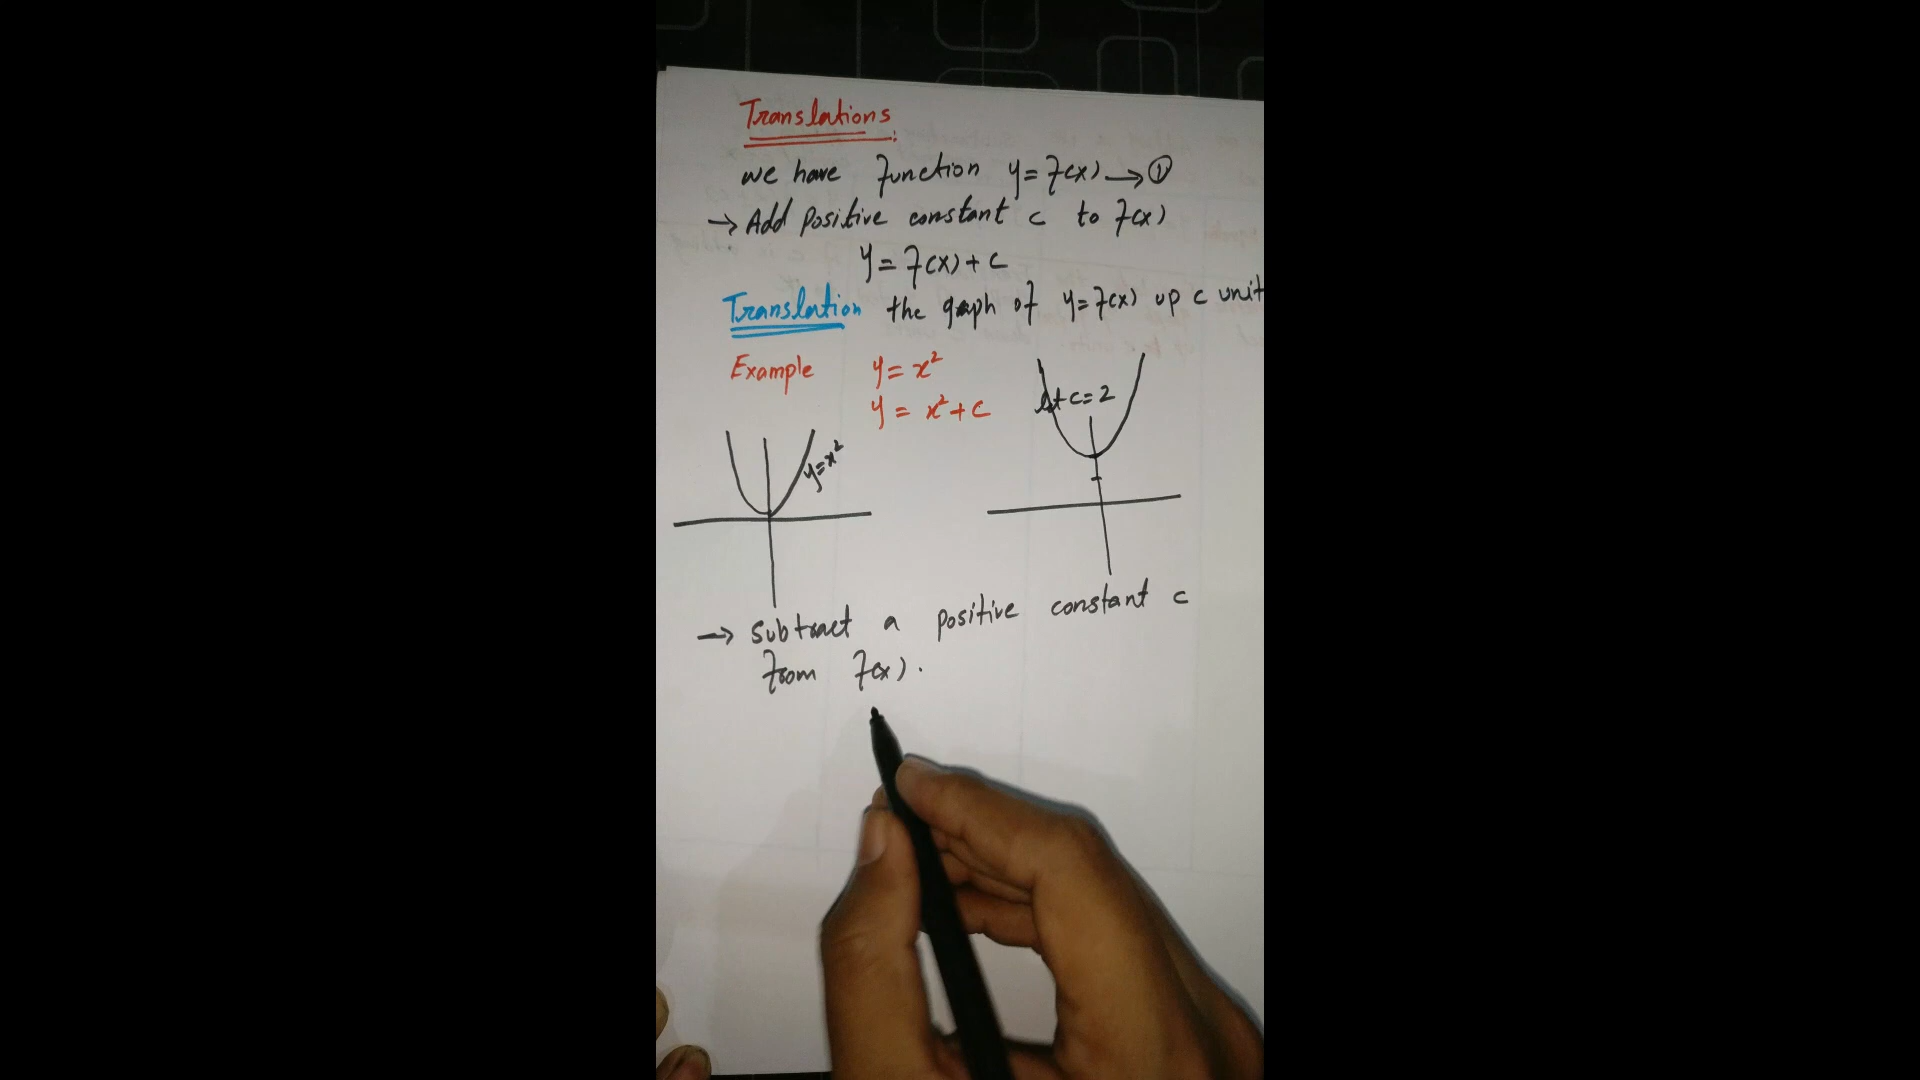 Translations:
we have function y = f(x) → ①
→ Add positive constant c to f(x)
y = f(x) + c
Translation the graph of y = f(x) up c unit
Example y = x²
y = x² + c
let c = 2
y = x²
→ Subtract a positive constant c
from f(x).